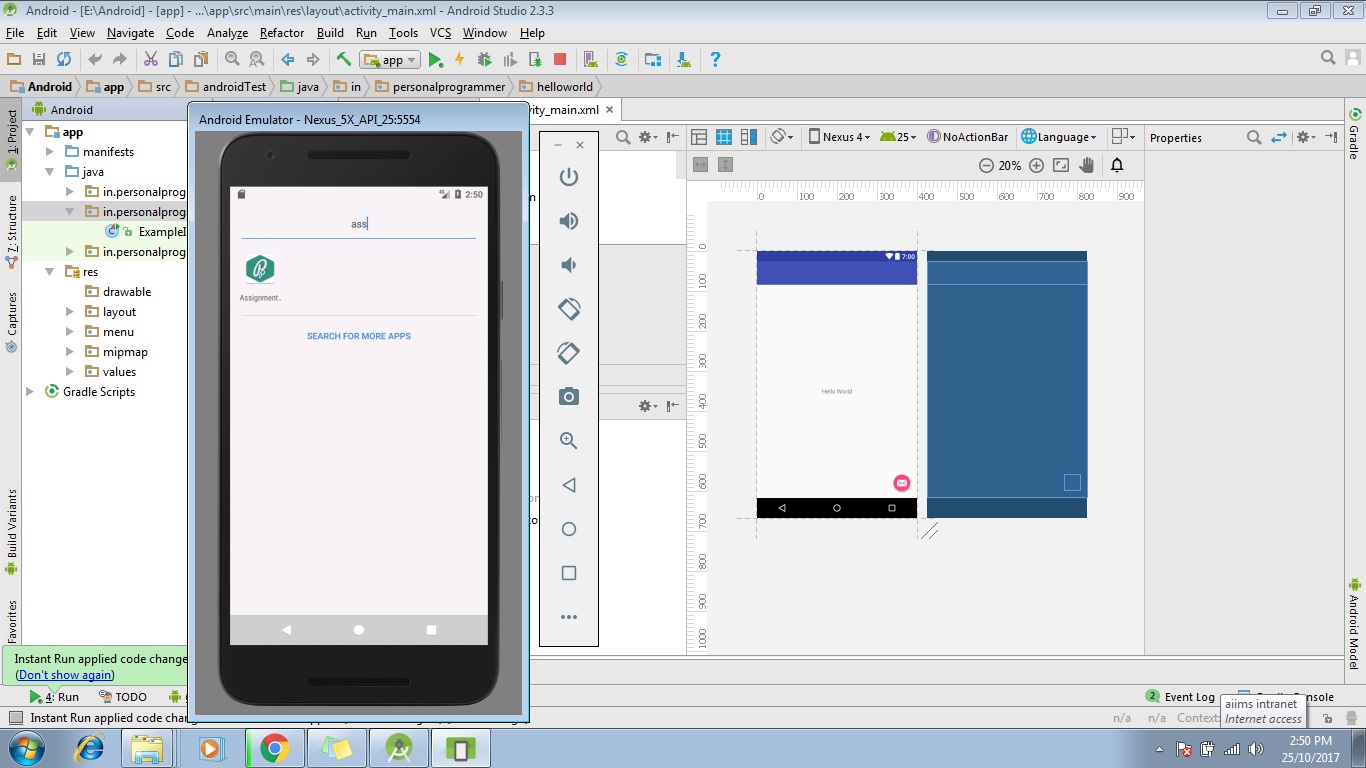 Android - [E:\Android] - [app] - ...\app\src\main\res\layout\activity_main.xml - Android Studio 2.3.3
File Edit View Navigate Code Analyze Refactor Build Run Tools VCS Window Help
app
Android app src androidTest java in personalprogrammer helloworld
Android
ivity_main.xml
1: Project
7: Structure
Captures
Build Variants
Favorites
app
manifests
java
in.personalprog
in.personalprog
ExampleI
in.personalprog
res
drawable
layout
menu
mipmap
values
Gradle Scripts
Android Emulator - Nexus_5X_API_25:5554
2:50
ass
Assignment..
SEARCH FOR MORE APPS
Nexus 4 25 NoActionBar Language
20%
0 100 200 300 400 500 600 700 800 900
0
100
200
300
400
500
600
700
800
900
1000
7:00
Hello World
Properties
Gradle
Android Model
Instant Run applied code change
(Don't show again)
4: Run TODO
2 Event Log
Console
Instant Run applied code chan
n/a n/a Context:
aiims intranet
Internet access
2:50 PM
25/10/2017